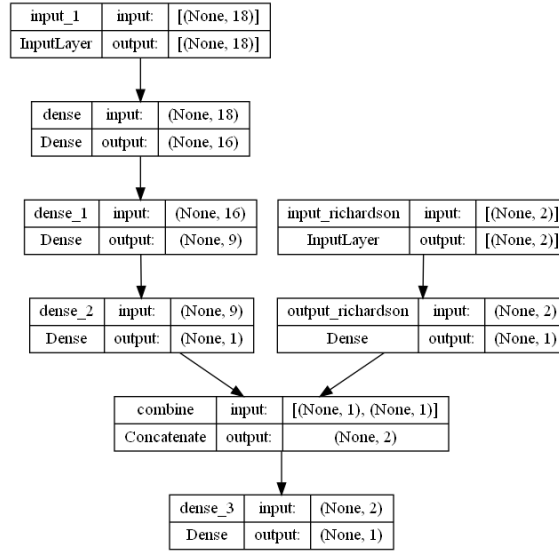 input_1 input: [(None, 18)]
InputLayer output: [(None, 18)]
dense input: (None, 18)
Dense output: (None, 16)
dense_1 input: (None, 16)
Dense output: (None, 9)
input_richardson input: [(None, 2)]
InputLayer output: [(None, 2)]
dense_2 input: (None, 9)
Dense output: (None, 1)
output_richardson input: (None, 2)
Dense output: (None, 1)
combine input: [(None, 1), (None, 1)]
Concatenate output: (None, 2)
dense_3 input: (None, 2)
Dense output: (None, 1)